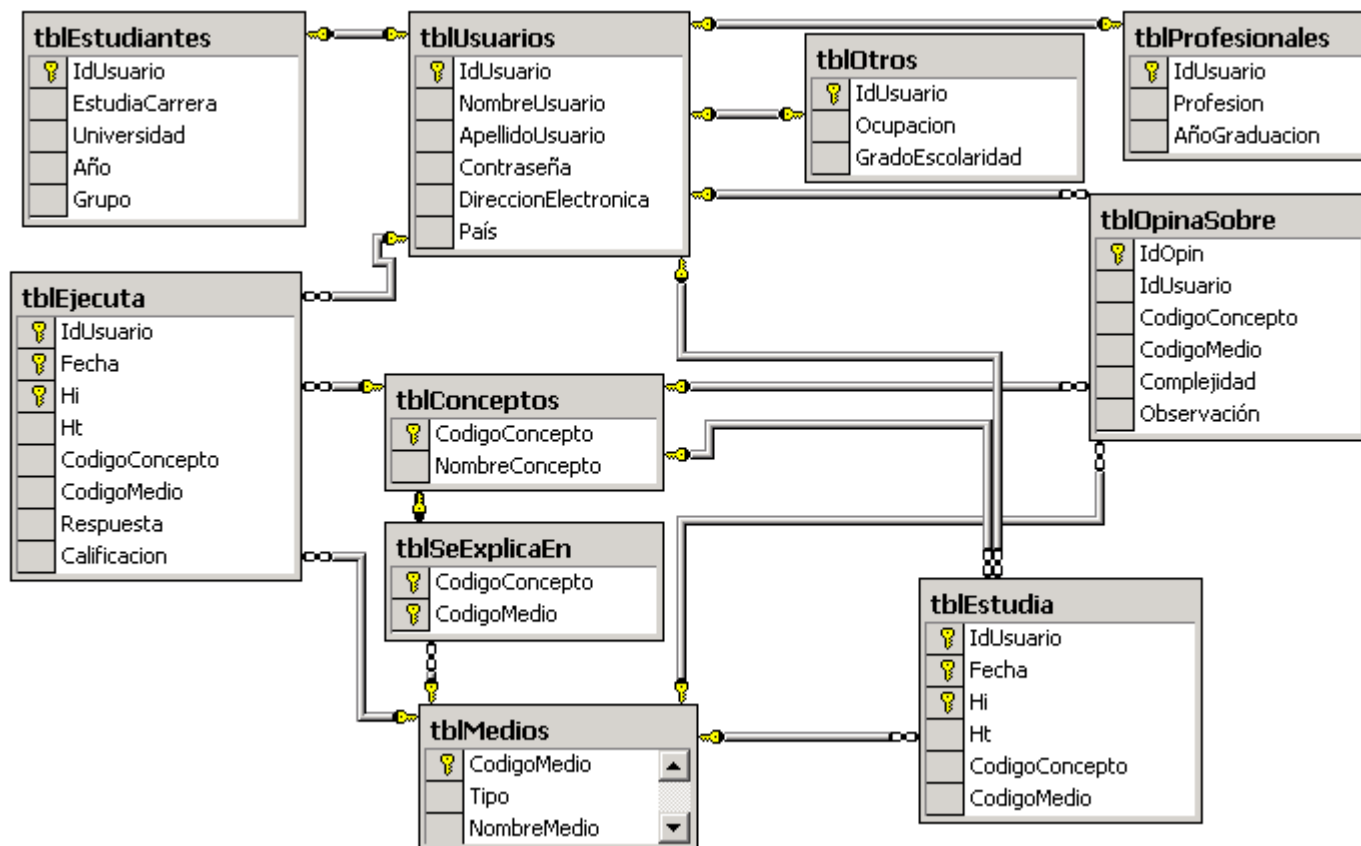 tblEstudiantes
IdUsuario
EstudiaCarrera
Universidad
Año
Grupo
tblUsuarios
IdUsuario
NombreUsuario
ApellidoUsuario
Contraseña
DireccionElectronica
País
tblOtros
IdUsuario
Ocupacion
GradoEscolaridad
tblProfesionales
IdUsuario
Profesion
AñoGraduacion
tblOpinaSobre
IdOpin
IdUsuario
CodigoConcepto
CodigoMedio
Complejidad
Observación
tblEjecuta
IdUsuario
Fecha
Hi
Ht
CodigoConcepto
CodigoMedio
Respuesta
Calificacion
tblConceptos
CodigoConcepto
NombreConcepto
tblSeExplicaEn
CodigoConcepto
CodigoMedio
tblMedios
CodigoMedio
Tipo
NombreMedio
tblEstudia
IdUsuario
Fecha
Hi
Ht
CodigoConcepto
CodigoMedio